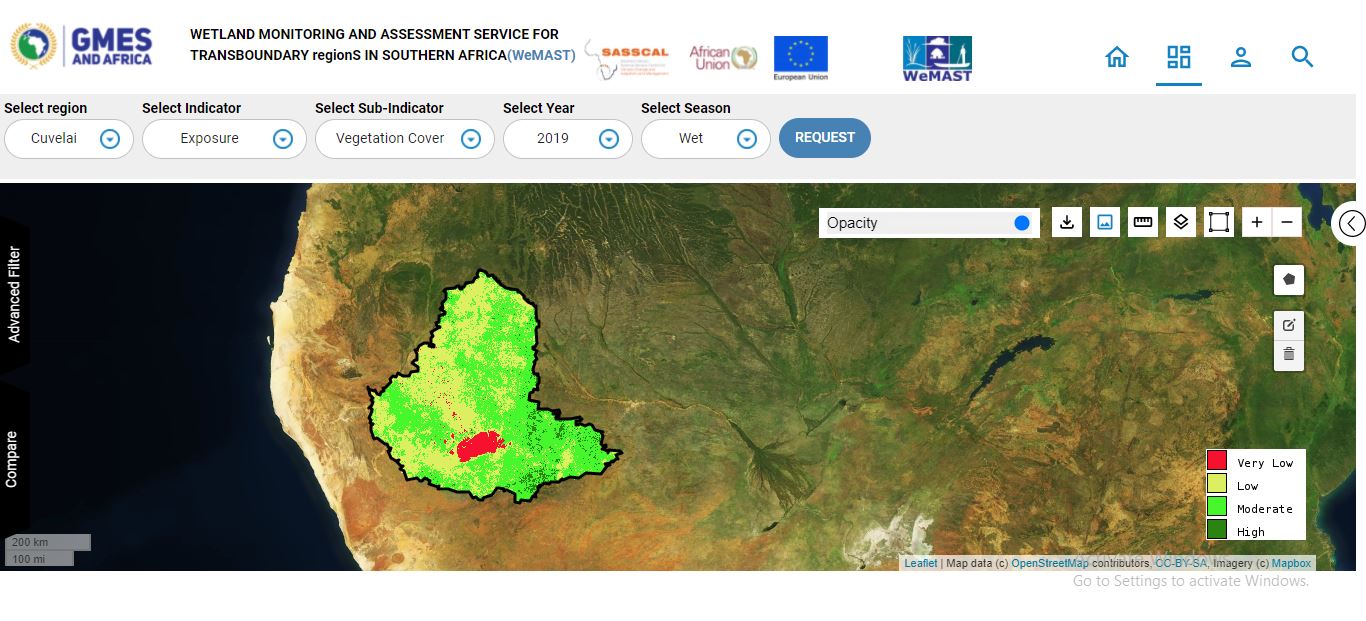 GMES
AND AFRICA
WETLAND MONITORING AND ASSESSMENT SERVICE FOR
TRANSBOUNDARY regionS IN SOUTHERN AFRICA(WeMAST)
SASSCAL
African
Union
European Union
WeMAST
Select region
Select Indicator
Select Sub-Indicator
Select Year
Select Season
Cuvelai
Exposure
Vegetation Cover
2019
Wet
REQUEST
Opacity
+
−
Advanced Filter
Compare
Very Low
Low
Moderate
High
200 km
100 mi
Leaflet | Map data (c) OpenStreetMap contributors, CC-BY-SA, Imagery (c) Mapbox
Go to Settings to activate Windows.